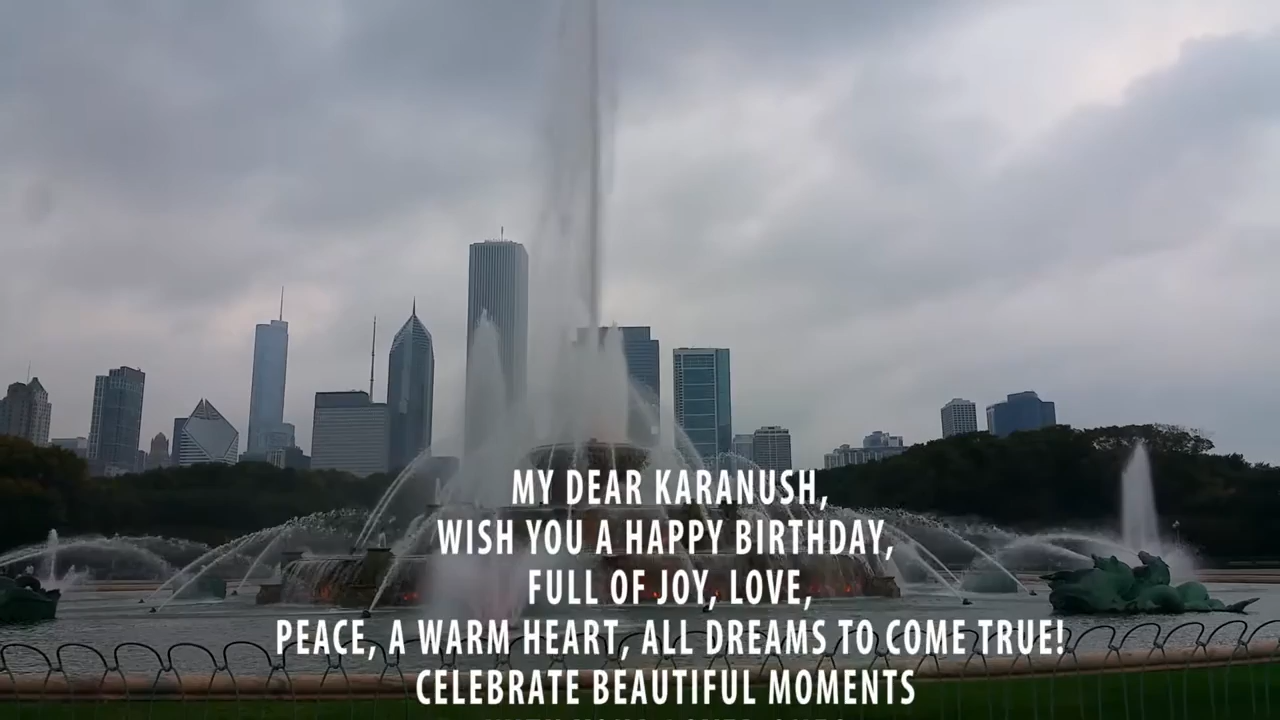 MY DEAR KARANUSH,
WISH YOU A HAPPY BIRTHDAY,
FULL OF JOY, LOVE,
PEACE, A WARM HEART, ALL DREAMS TO COME TRUE!
CELEBRATE BEAUTIFUL MOMENTS